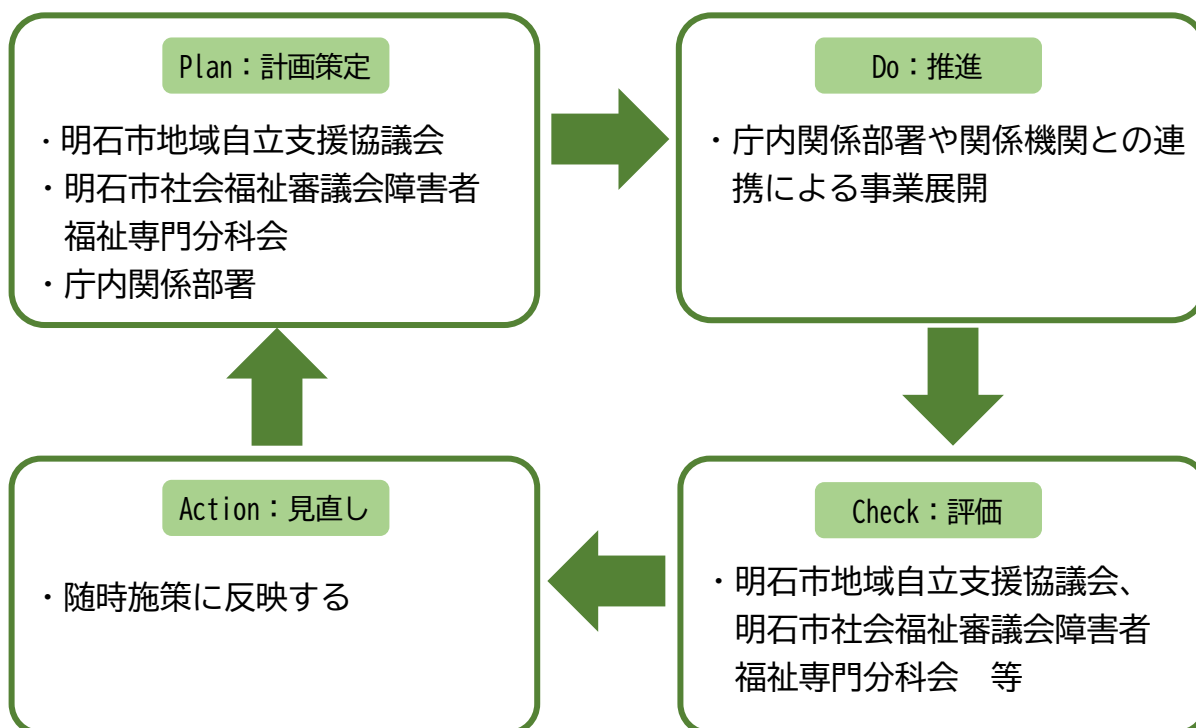 Plan：計画策定
・明石市地域自立支援協議会
・明石市社会福祉審議会障害者
福祉専門分科会
・庁内関係部署
Do：推進
・庁内関係部署や関係機関との連
携による事業展開
Action：見直し
・随時施策に反映する
Check：評価
・明石市地域自立支援協議会、
明石市社会福祉審議会障害者
福祉専門分科会　等